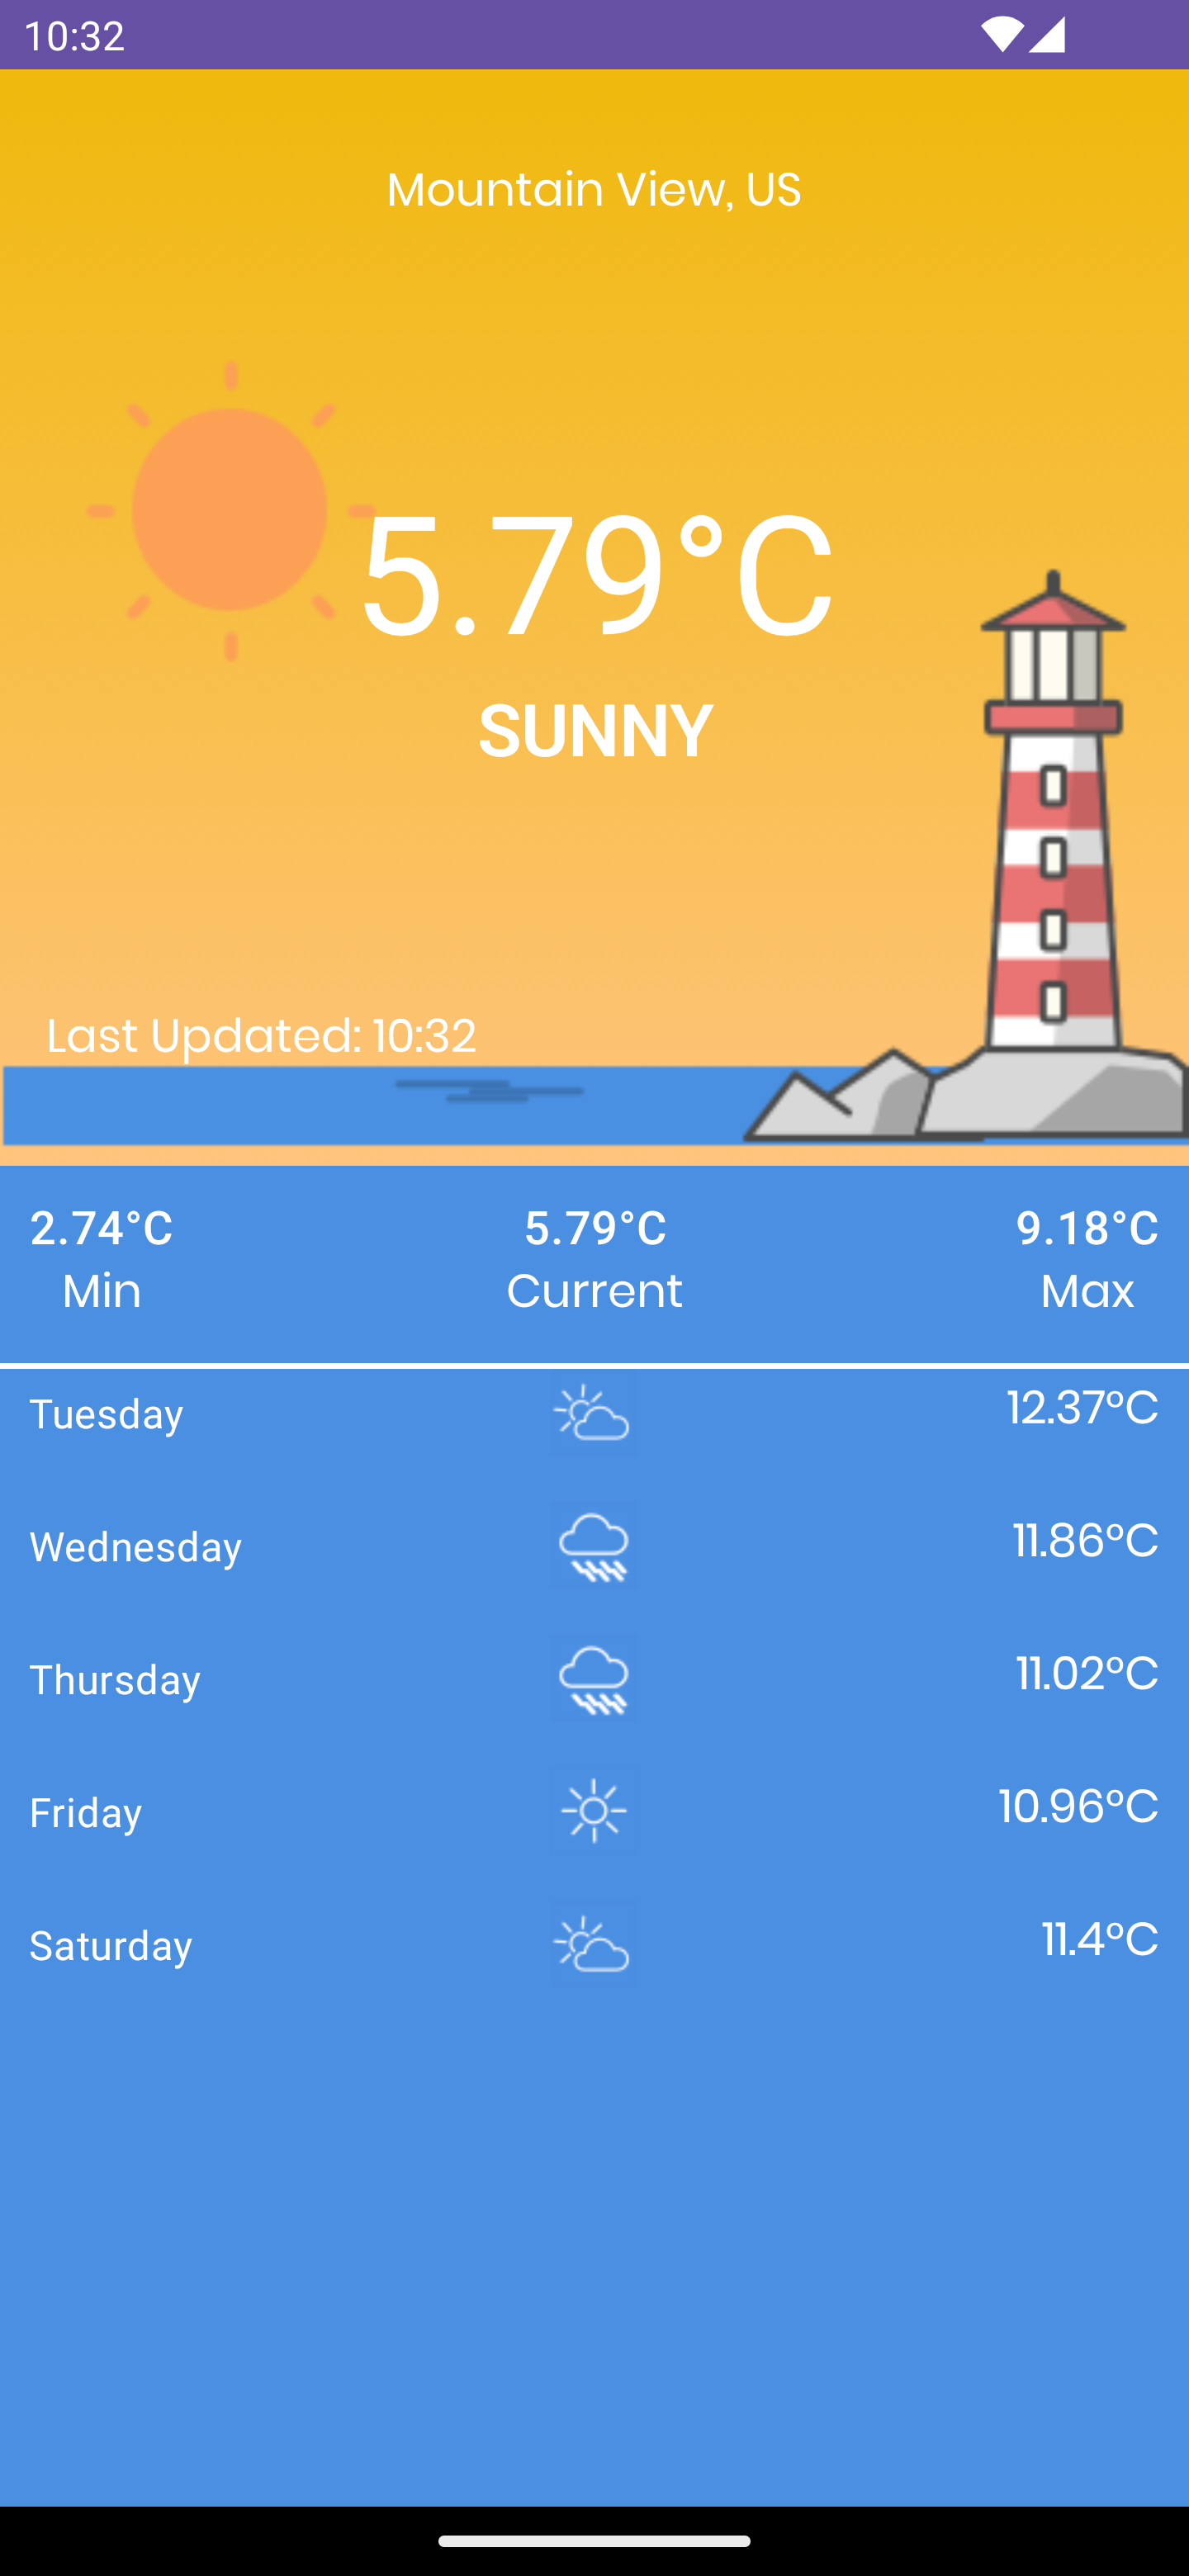 10:32
Mountain View, US
5.79°C
SUNNY
Last Updated: 10:32
2.74°C 5.79°C 9.18°C
Min Current Max
Tuesday 12.37°C
Wednesday 11.86°C
Thursday 11.02°C
Friday 10.96°C
Saturday 11.4°C